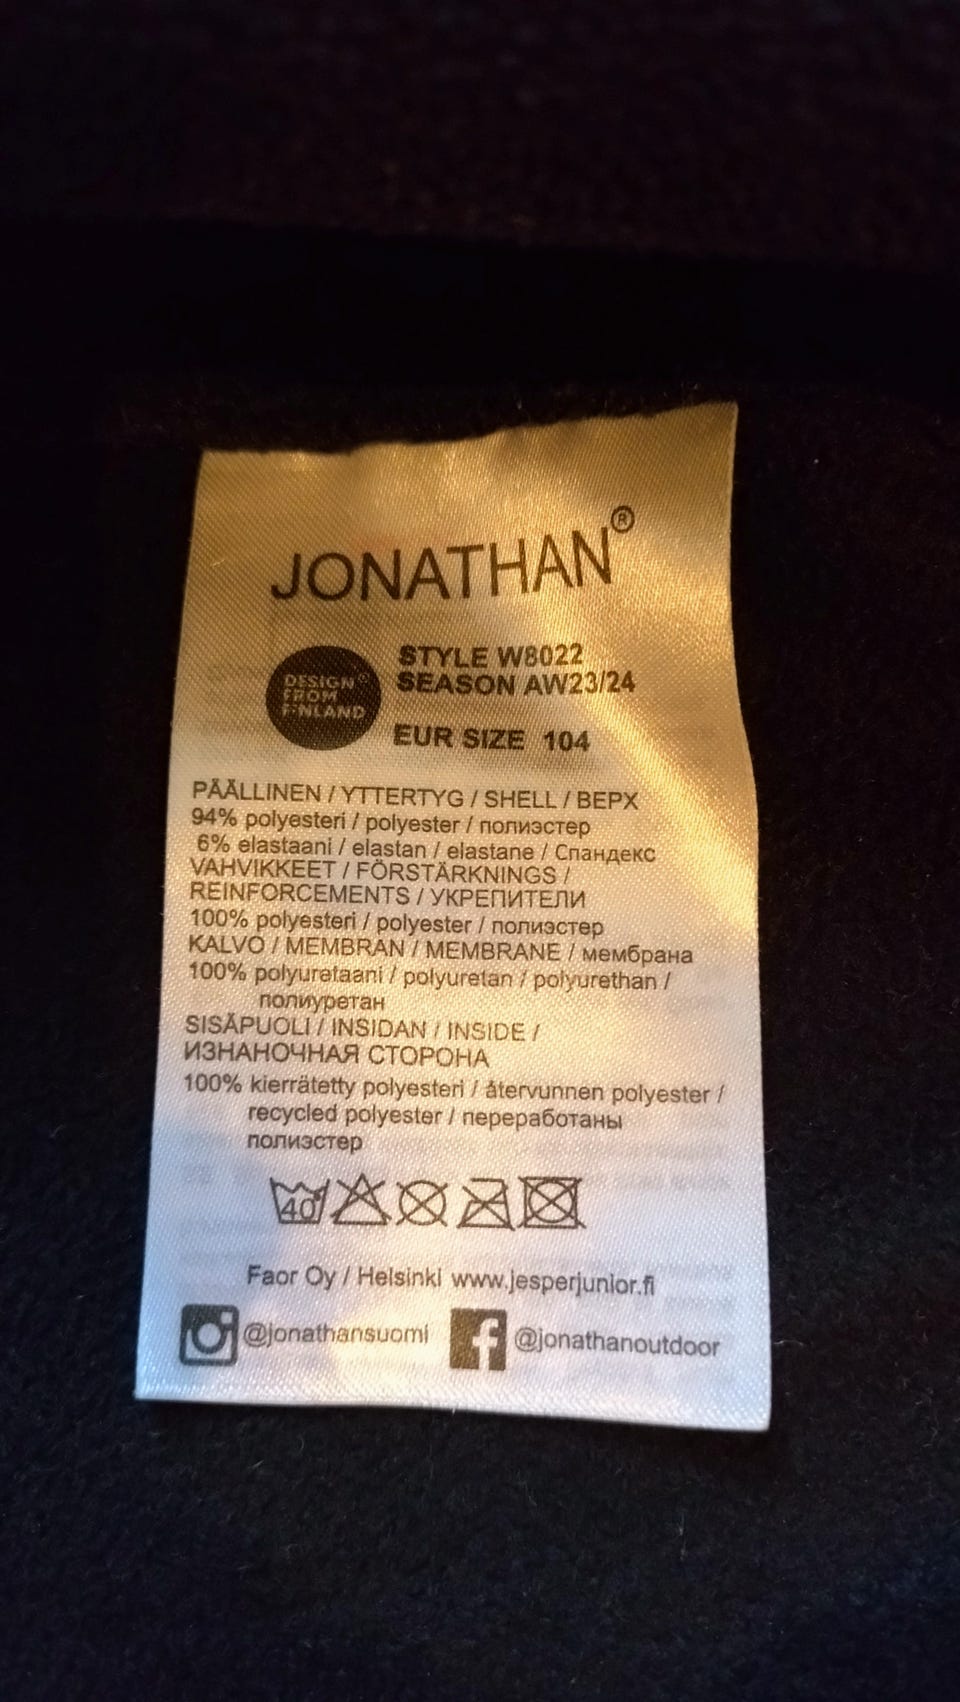 JONATHAN®
DESIGN
FROM
FINLAND
STYLE W8022
SEASON AW23/24
EUR SIZE 104
PÄÄLLINEN / YTTERTYG / SHELL / ВЕРХ
94% polyesteri / polyester / полиэстер
6% elastaani / elastan / elastane / Спандекс
VAHVIKKEET / FÖRSTÄRKNINGS /
REINFORCEMENTS / УКРЕПИТЕЛИ
100% polyesteri / polyester / полиэстер
KALVO / MEMBRAN / MEMBRANE / мембрана
100% polyuretaani / polyuretan / polyurethan /
полиуретан
SISÄPUOLI / INSIDAN / INSIDE /
ИЗНАНОЧНАЯ СТОРОНА
100% kierrätetty polyesteri / återvunnen polyester /
recycled polyester / переработаны
полиэстер
40
Faor Oy / Helsinki www.jesperjunior.fi
@jonathansuomi @jonathanoutdoor